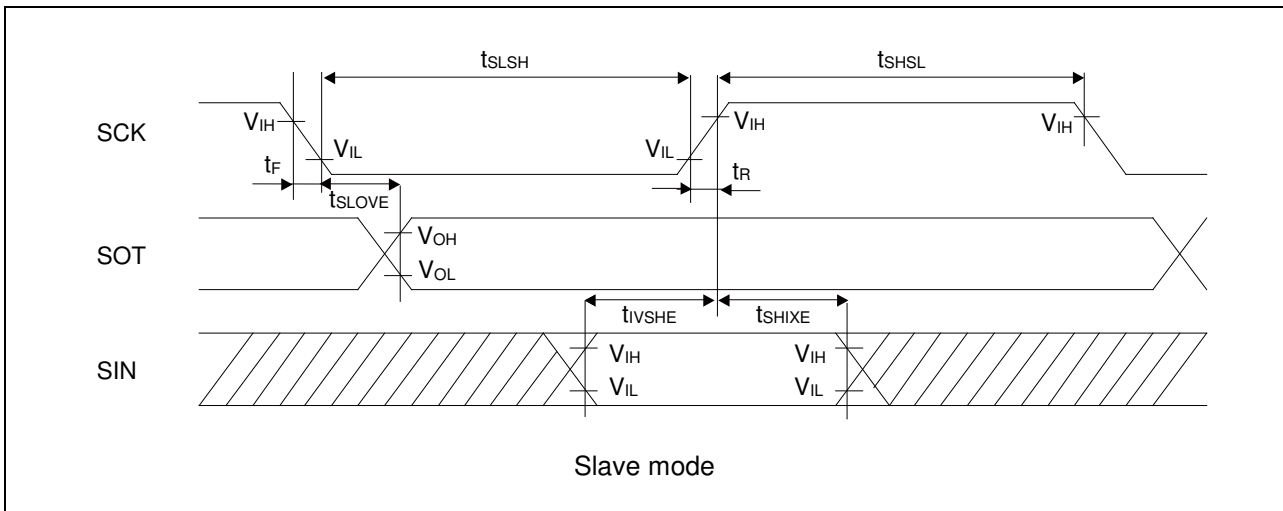 tSLSH
tSHSL
SCK
VIH
VIL
VIL
VIH
VIH
tF
tSLOVE
tR
SOT
VOH
VOL
tIVSHE
tSHIXE
SIN
VIH
VIL
VIH
VIL
Slave mode